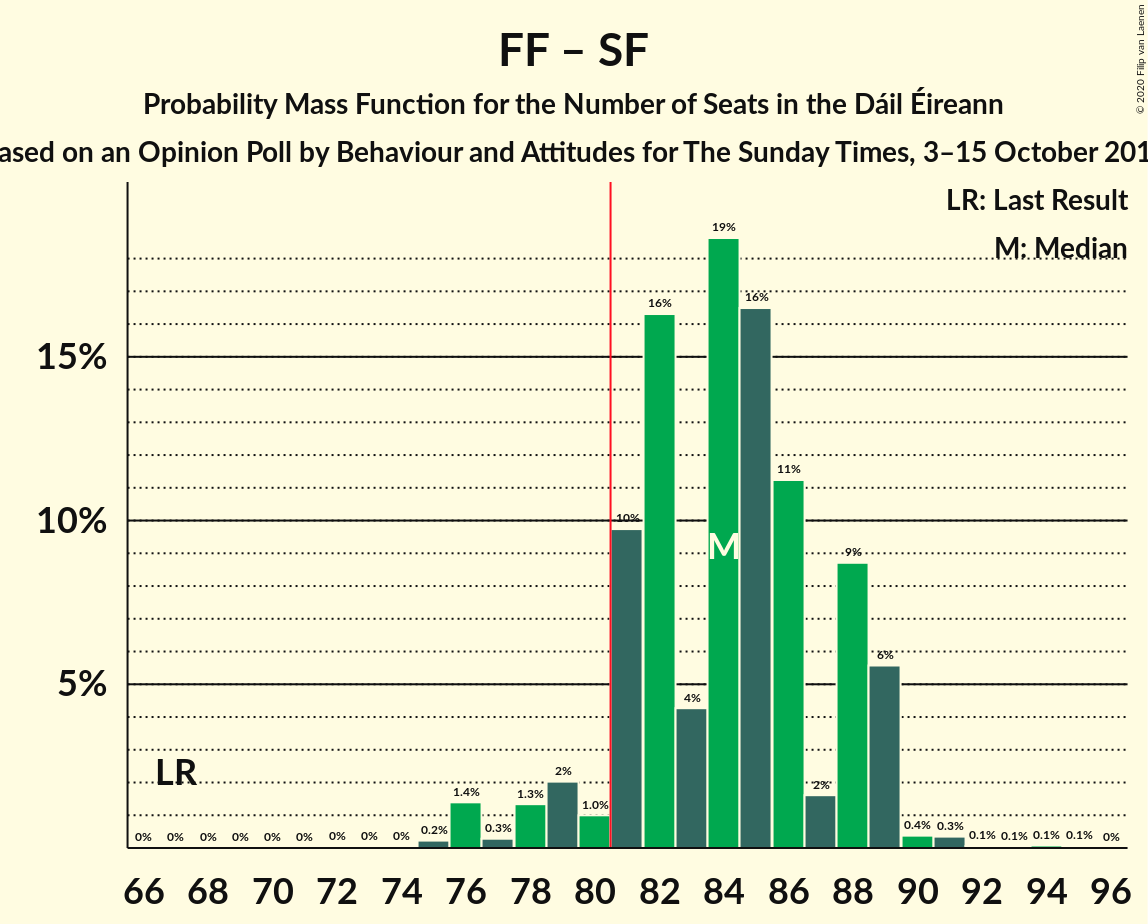 © 2020 Filip van Laenen
FF – SF
Probability Mass Function for the Number of Seats in the Dáil Éireann
ased on an Opinion Poll by Behaviour and Attitudes for The Sunday Times, 3–15 October 201
LR: Last Result
M: Median
15%
10%
5%
LR
M
0% 0% 0% 0% 0% 0% 0% 0% 0% 0.2% 1.4% 0.3% 1.3% 2% 1.0% 10% 16% 4% 19% 16% 11% 2% 9% 6% 0.4% 0.3% 0.1% 0.1% 0.1% 0.1% 0%
66 68 70 72 74 76 78 80 82 84 86 88 90 92 94 96